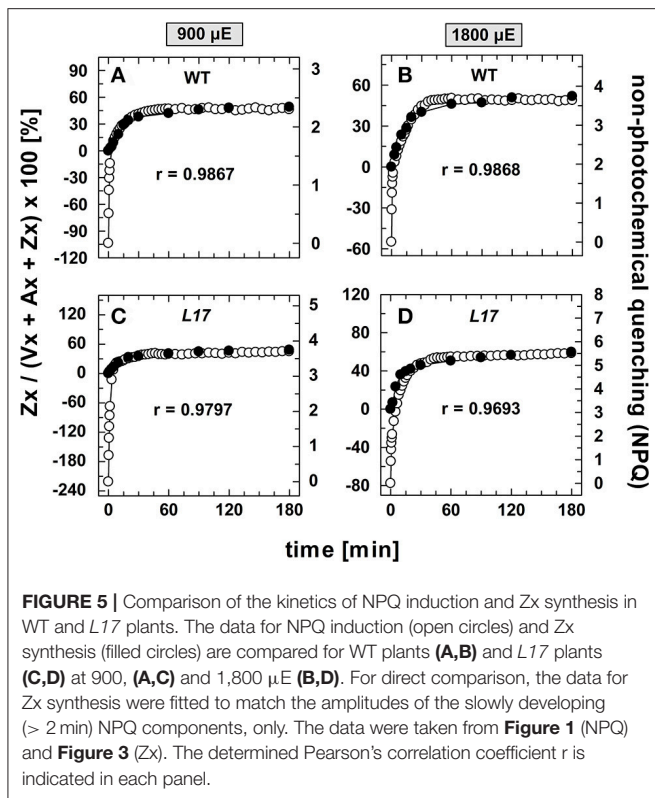 900 µE
1800 µE
Zx / (Vx + Ax + Zx) x 100 [%]
non-photochemical quenching (NPQ)
A
WT
r = 0.9867
90
60
30
0
-30
-60
-90
-120
3
2
1
0
B
WT
r = 0.9868
60
30
0
-30
-60
4
3
2
1
0
C
L17
r = 0.9797
120
60
0
-60
-120
-180
-240
5
4
3
2
1
0
0 60 120 180
D
L17
r = 0.9693
120
80
40
0
-40
-80
8
7
6
5
4
3
2
1
0
0 60 120 180
time [min]
FIGURE 5 | Comparison of the kinetics of NPQ induction and Zx synthesis in
WT and L17 plants. The data for NPQ induction (open circles) and Zx
synthesis (filled circles) are compared for WT plants (A,B) and L17 plants
(C,D) at 900, (A,C) and 1,800 µE (B,D). For direct comparison, the data for
Zx synthesis were fitted to match the amplitudes of the slowly developing
(> 2 min) NPQ components, only. The data were taken from Figure 1 (NPQ)
and Figure 3 (Zx). The determined Pearson's correlation coefficient r is
indicated in each panel.